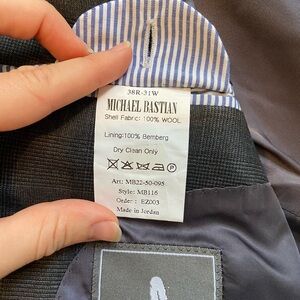 38R-31W
MICHAEL BASTIAN
Shell Fabric: 100% WOOL
Lining:100% Bemberg
Dry Clean Only
Art: MB22-50-095
Style: MB116
Order : EZ003
Made in Jordan